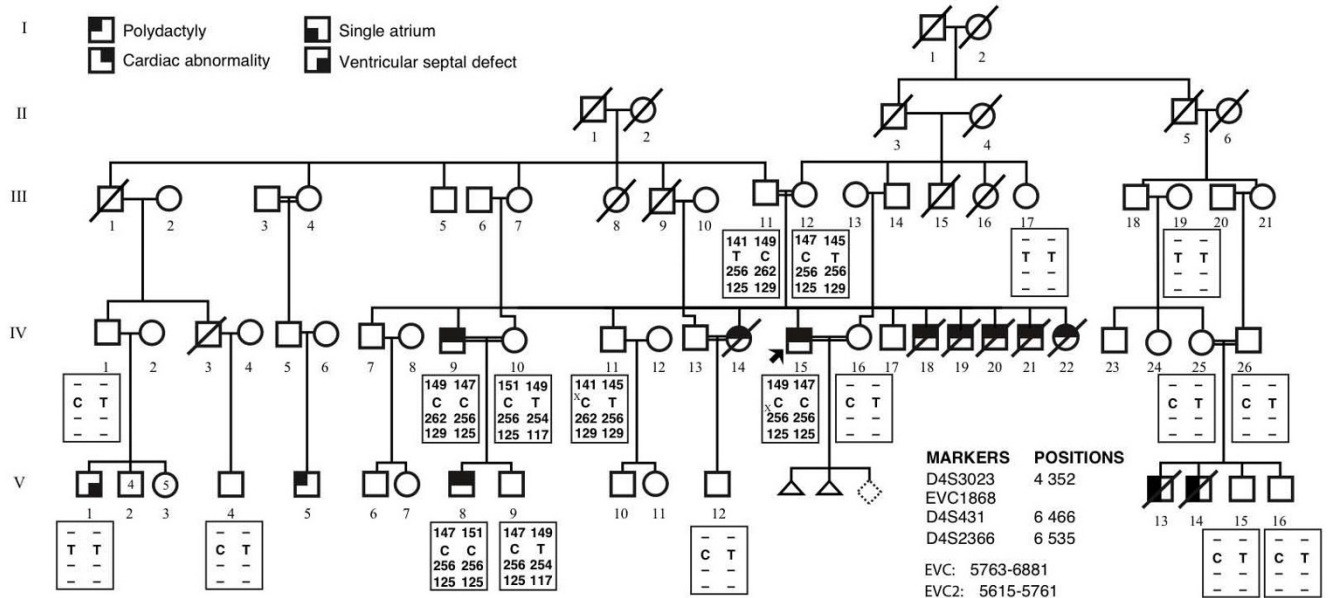 I
Polydactyly
Single atrium
Cardiac abnormality
Ventricular septal defect
1 2
II
1 2 3 4 5 6
III
1 2 3 4 5 6 7 8 9 10 11 12 13 14 15 16 17 18 19 20 21
141 149 147 145 – – – –
T C C T T T T T
256 262 256 256 – – – –
125 129 125 129 – – – –
IV
1 2 3 4 5 6 7 8 9 10 11 12 13 14 15 16 17 18 19 20 21 22 23 24 25 26
– – 149 147 151 149 141 145 149 147 – – – – – –
C T C C C T xC T x C C C T C T C T
– – 262 256 256 254 262 256 256 256 – – – – – –
– – 129 125 125 117 129 129 125 125 – – – – – –
MARKERS POSITIONS
D4S3023 4 352
EVC1868
D4S431 6 466
D4S2366 6 535
EVC: 5763-6881
EVC2: 5615-5761
V
4 5
1 2 3 4 5 6 7 8 9 10 11 12 13 14 15 16
– – – – 147 151 147 149 – – – – – –
T T C T C C C T C T C T C T
– – – – 256 256 256 254 – – – – – –
– – – – 125 125 125 117 – – – – – –